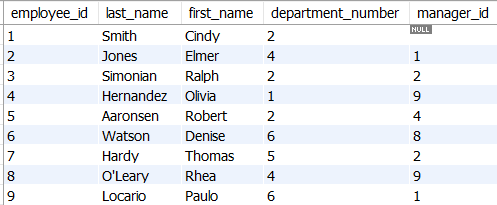 employee_id last_name first_name department_number manager_id
1 Smith Cindy 2 NULL
2 Jones Elmer 4 1
3 Simonian Ralph 2 2
4 Hernandez Olivia 1 9
5 Aaronsen Robert 2 4
6 Watson Denise 6 8
7 Hardy Thomas 5 2
8 O'Leary Rhea 4 9
9 Locario Paulo 6 1